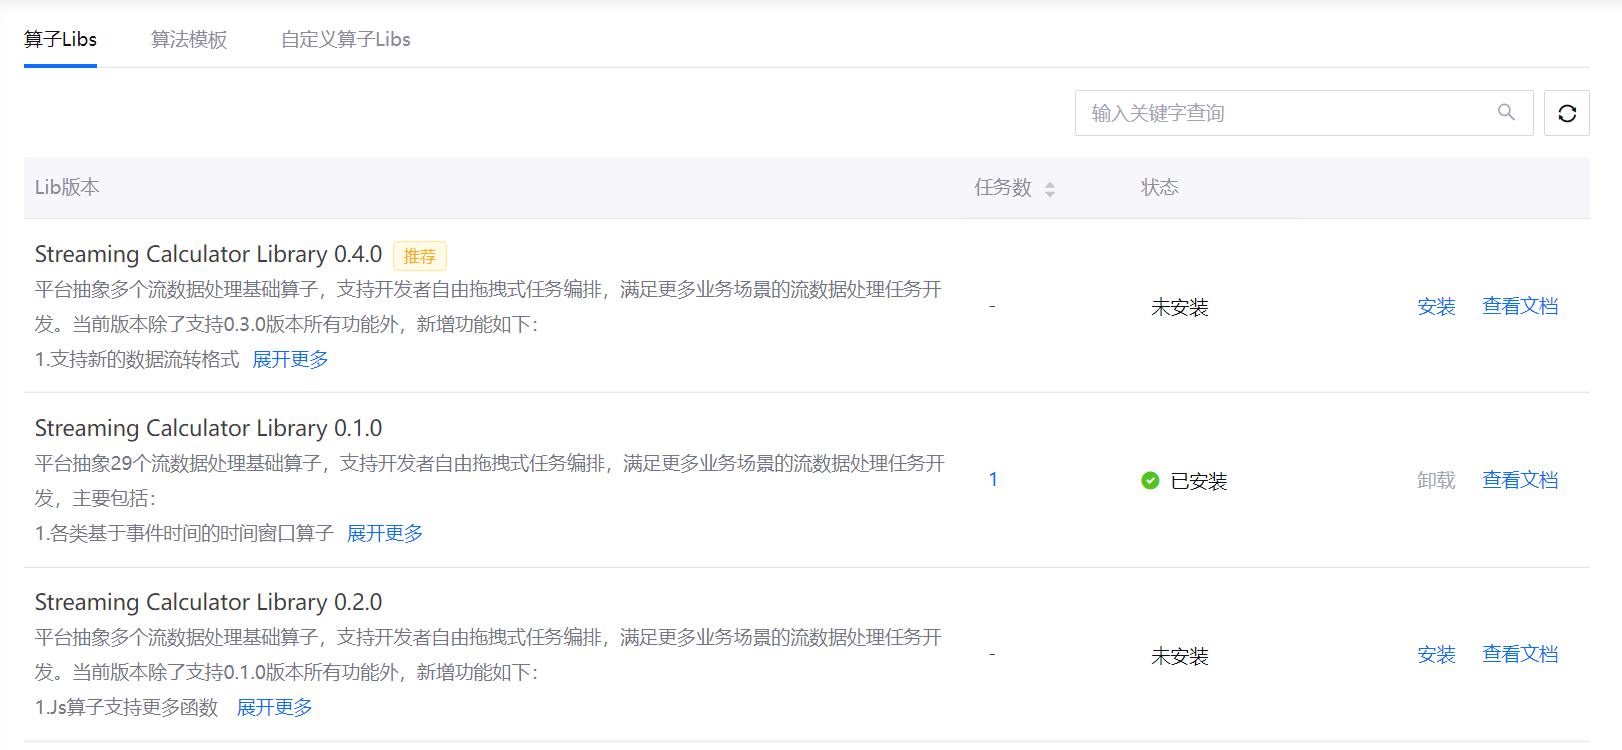 算子Libs 算法模板 自定义算子Libs
输入关键字查询
Lib版本 任务数 状态
Streaming Calculator Library 0.4.0 推荐
平台抽象多个流数据处理基础算子，支持开发者自由拖拽式任务编排，满足更多业务场景的流数据处理任务开
发。当前版本除了支持0.3.0版本所有功能外，新增功能如下：
1.支持新的数据流转格式 展开更多
- 未安装 安装 查看文档
Streaming Calculator Library 0.1.0
平台抽象29个流数据处理基础算子，支持开发者自由拖拽式任务编排，满足更多业务场景的流数据处理任务开
发，主要包括：
1.各类基于事件时间的时间窗口算子 展开更多
1 已安装 卸载 查看文档
Streaming Calculator Library 0.2.0
平台抽象多个流数据处理基础算子，支持开发者自由拖拽式任务编排，满足更多业务场景的流数据处理任务开
发。当前版本除了支持0.1.0版本所有功能外，新增功能如下：
1.Js算子支持更多函数 展开更多
- 未安装 安装 查看文档